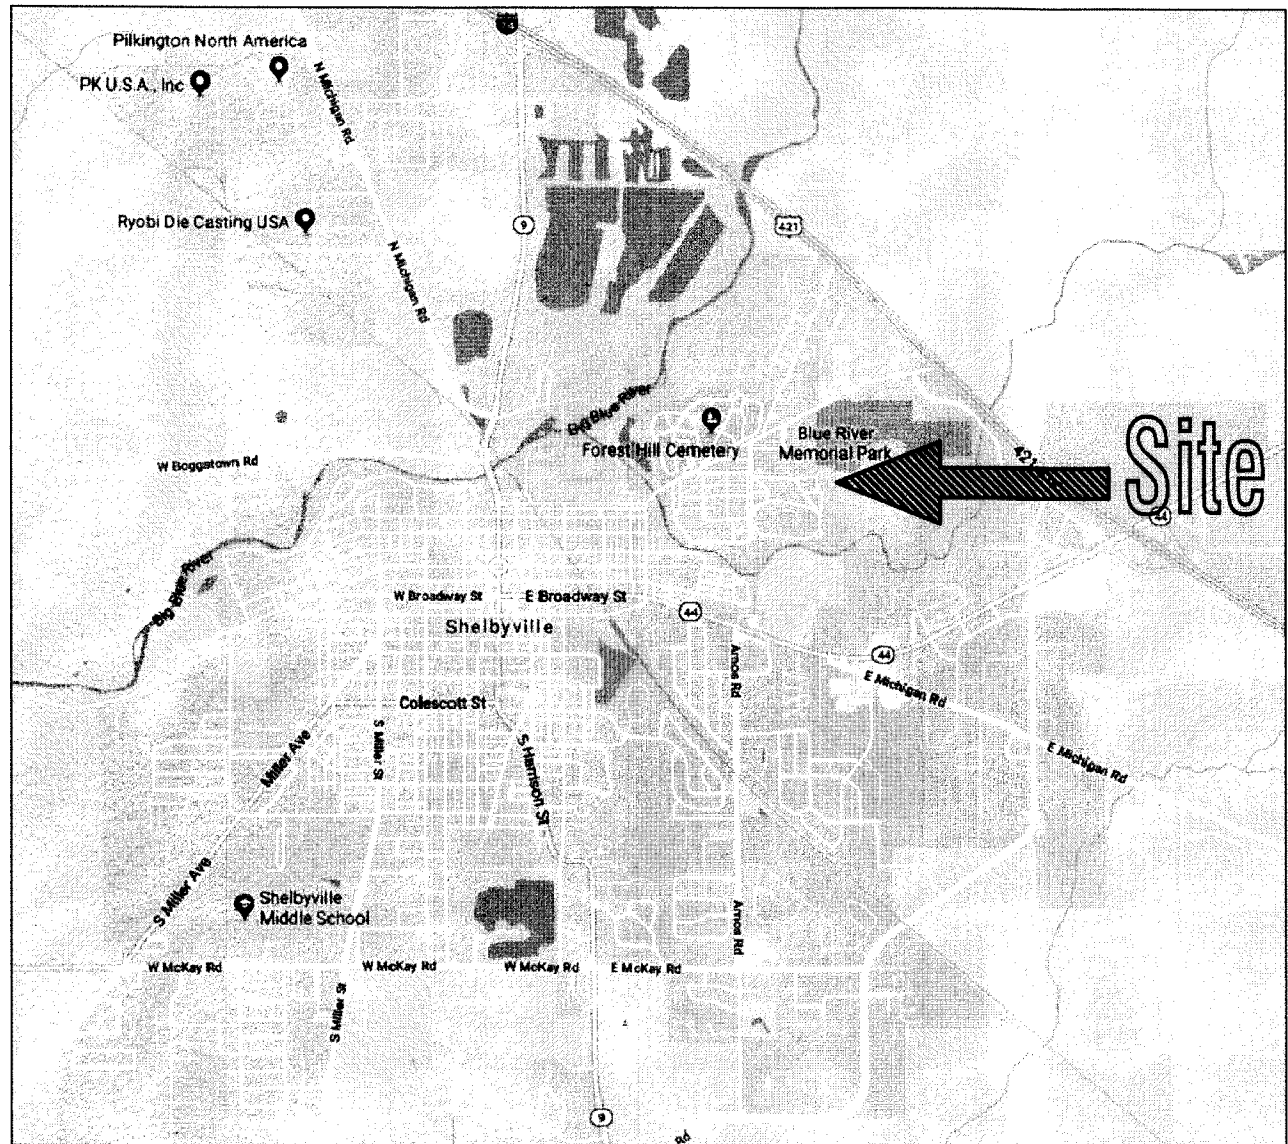 74
Pilkington North America
PK U.S.A., Inc
N Michigan Rd
Ryobi Die Casting USA
9
421
N Michigan Rd
Big Blue River
Forest Hill Cemetery
Blue River
Memorial Park
Site
421
44
W Boggstown Rd
Big Blue River
W Broadway St
E Broadway St
44
Shelbyville
Amos Rd
44
E Michigan Rd
Colescott St
S Miller St
Miller Ave
S Harrison St
E Michigan Rd
S Miller Ave
Shelbyville
Middle School
Amos Rd
W McKay Rd
W McKay Rd
W McKay Rd
E McKay Rd
S Miller St
9
Rd